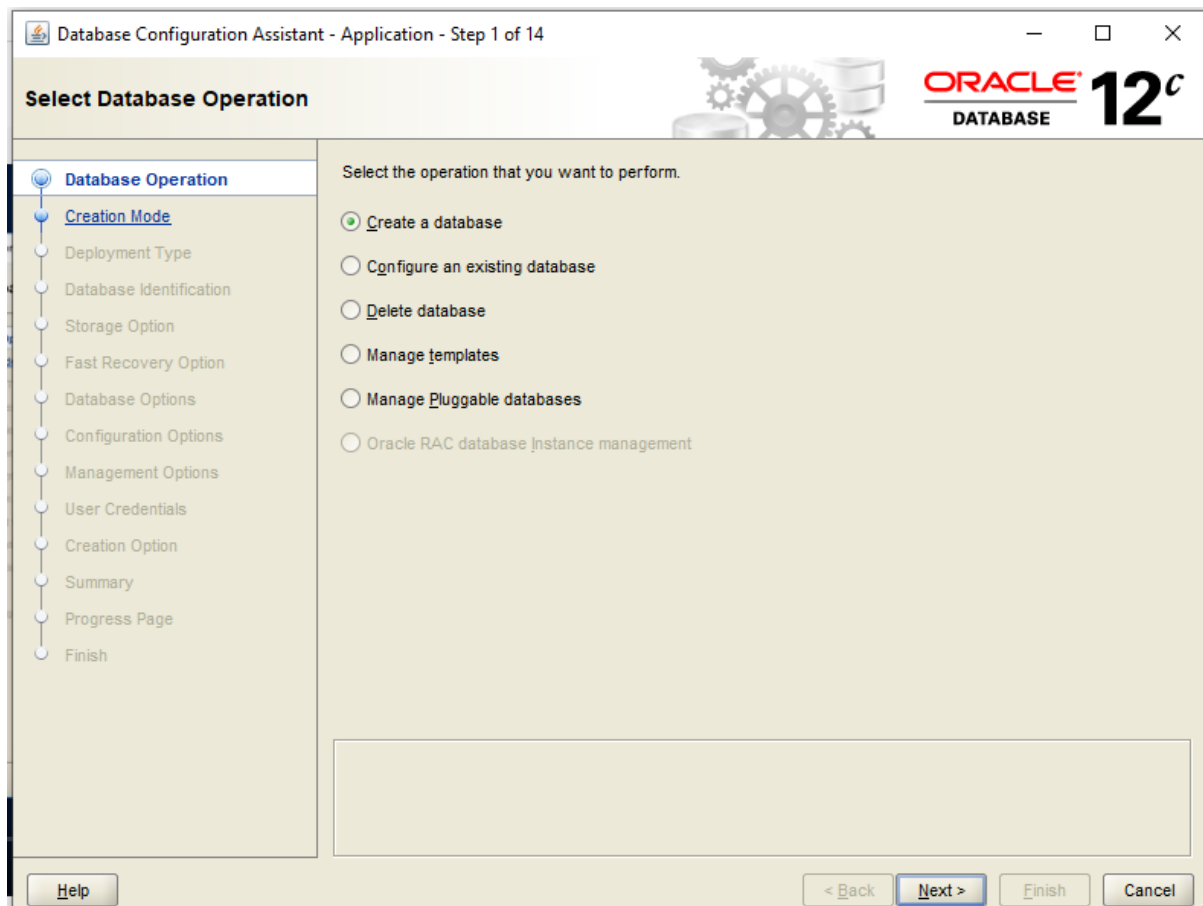 Database Configuration Assistant - Application - Step 1 of 14
Select Database Operation
ORACLE
DATABASE
12c
Database Operation
Creation Mode
Deployment Type
Database Identification
Storage Option
Fast Recovery Option
Database Options
Configuration Options
Management Options
User Credentials
Creation Option
Summary
Progress Page
Finish
Select the operation that you want to perform.
Create a database
Configure an existing database
Delete database
Manage templates
Manage Pluggable databases
Oracle RAC database Instance management
Help
< Back
Next >
Finish
Cancel